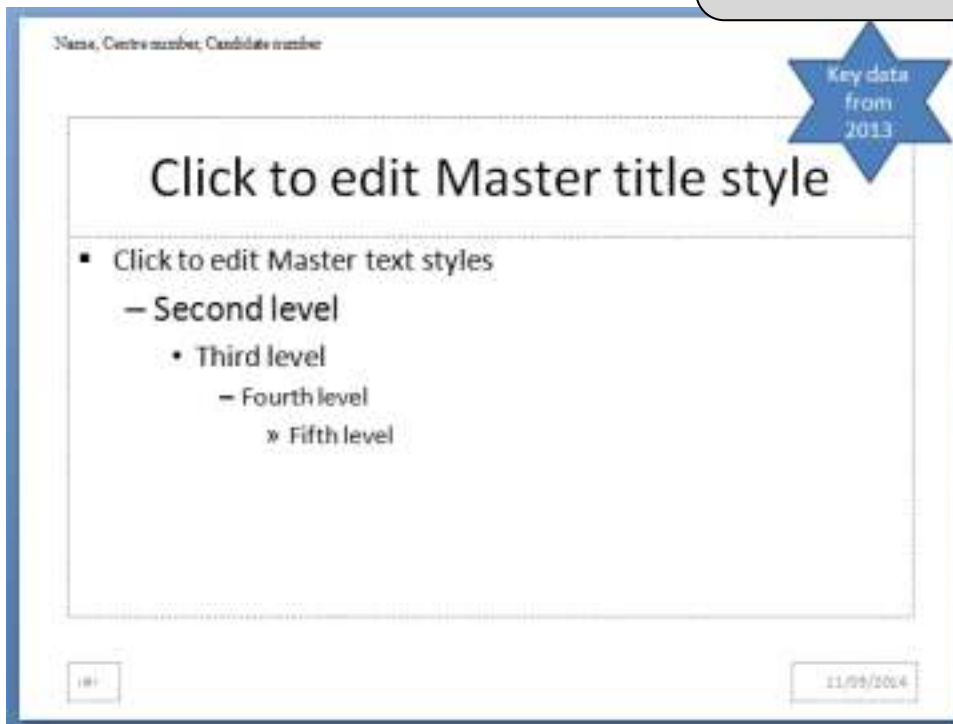 Name, Centre number, Candidate number
Key data
from
2013
Click to edit Master title style
▪ Click to edit Master text styles
– Second level
• Third level
– Fourth level
» Fifth level
‹#›
11/09/2014